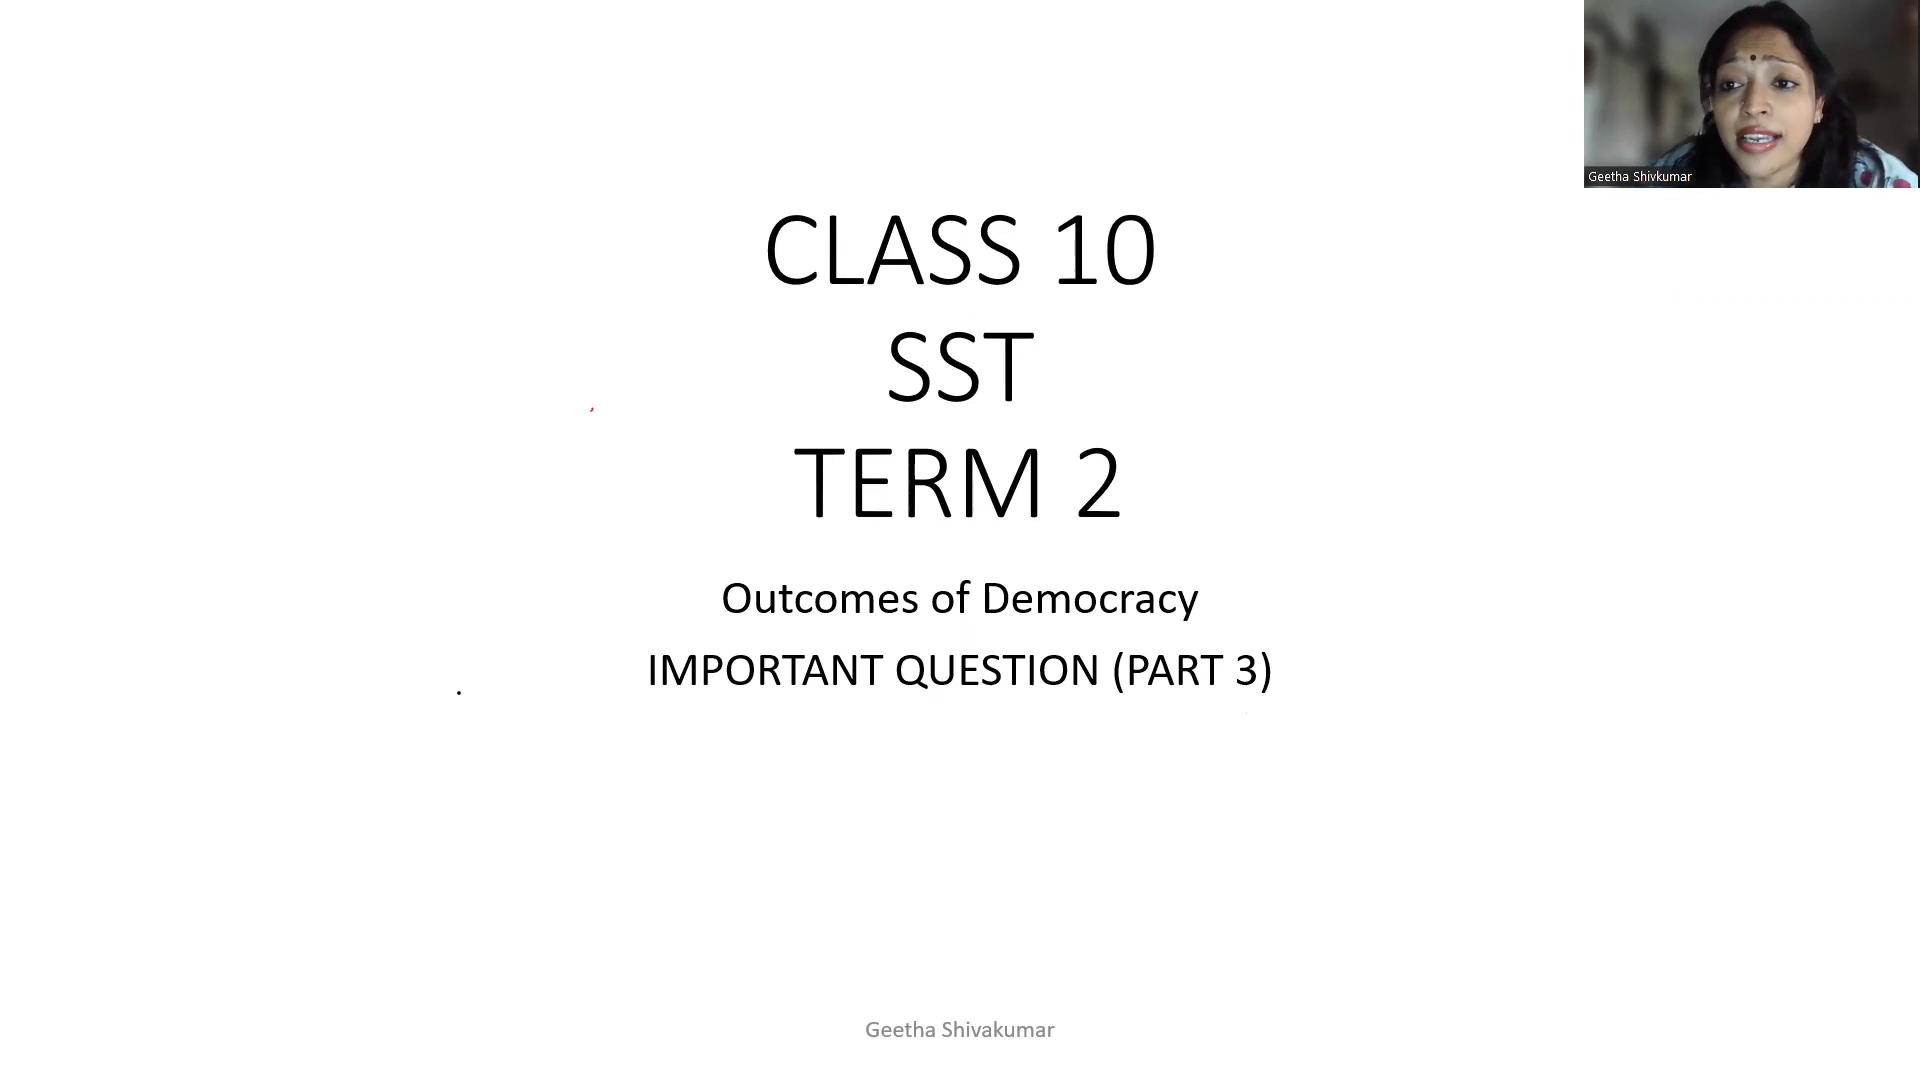 Geetha Shivkumar
CLASS 10
SST
TERM 2
Outcomes of Democracy
IMPORTANT QUESTION (PART 3)
Geetha Shivakumar